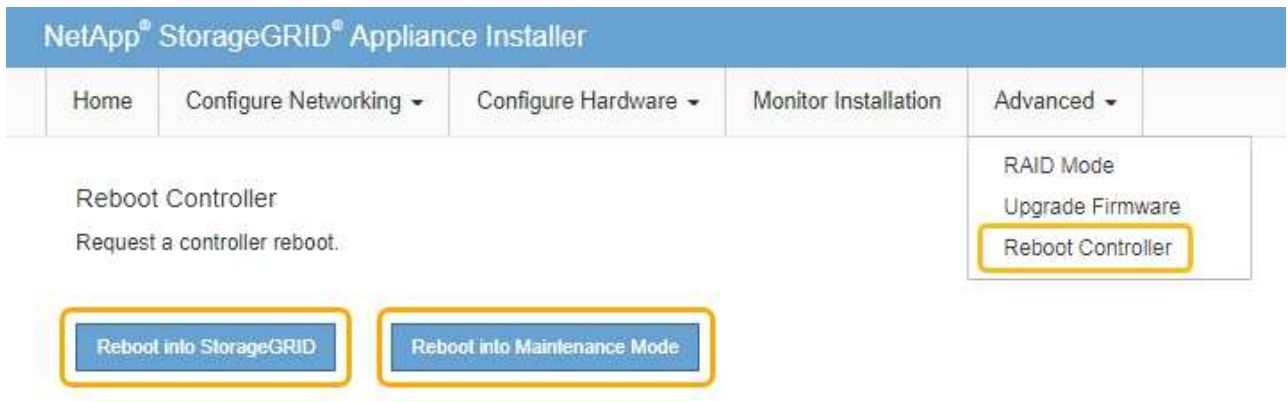 NetApp® StorageGRID® Appliance Installer
Home Configure Networking Configure Hardware Monitor Installation Advanced
RAID Mode
Upgrade Firmware
Reboot Controller
Reboot Controller
Request a controller reboot.
Reboot into StorageGRID Reboot into Maintenance Mode